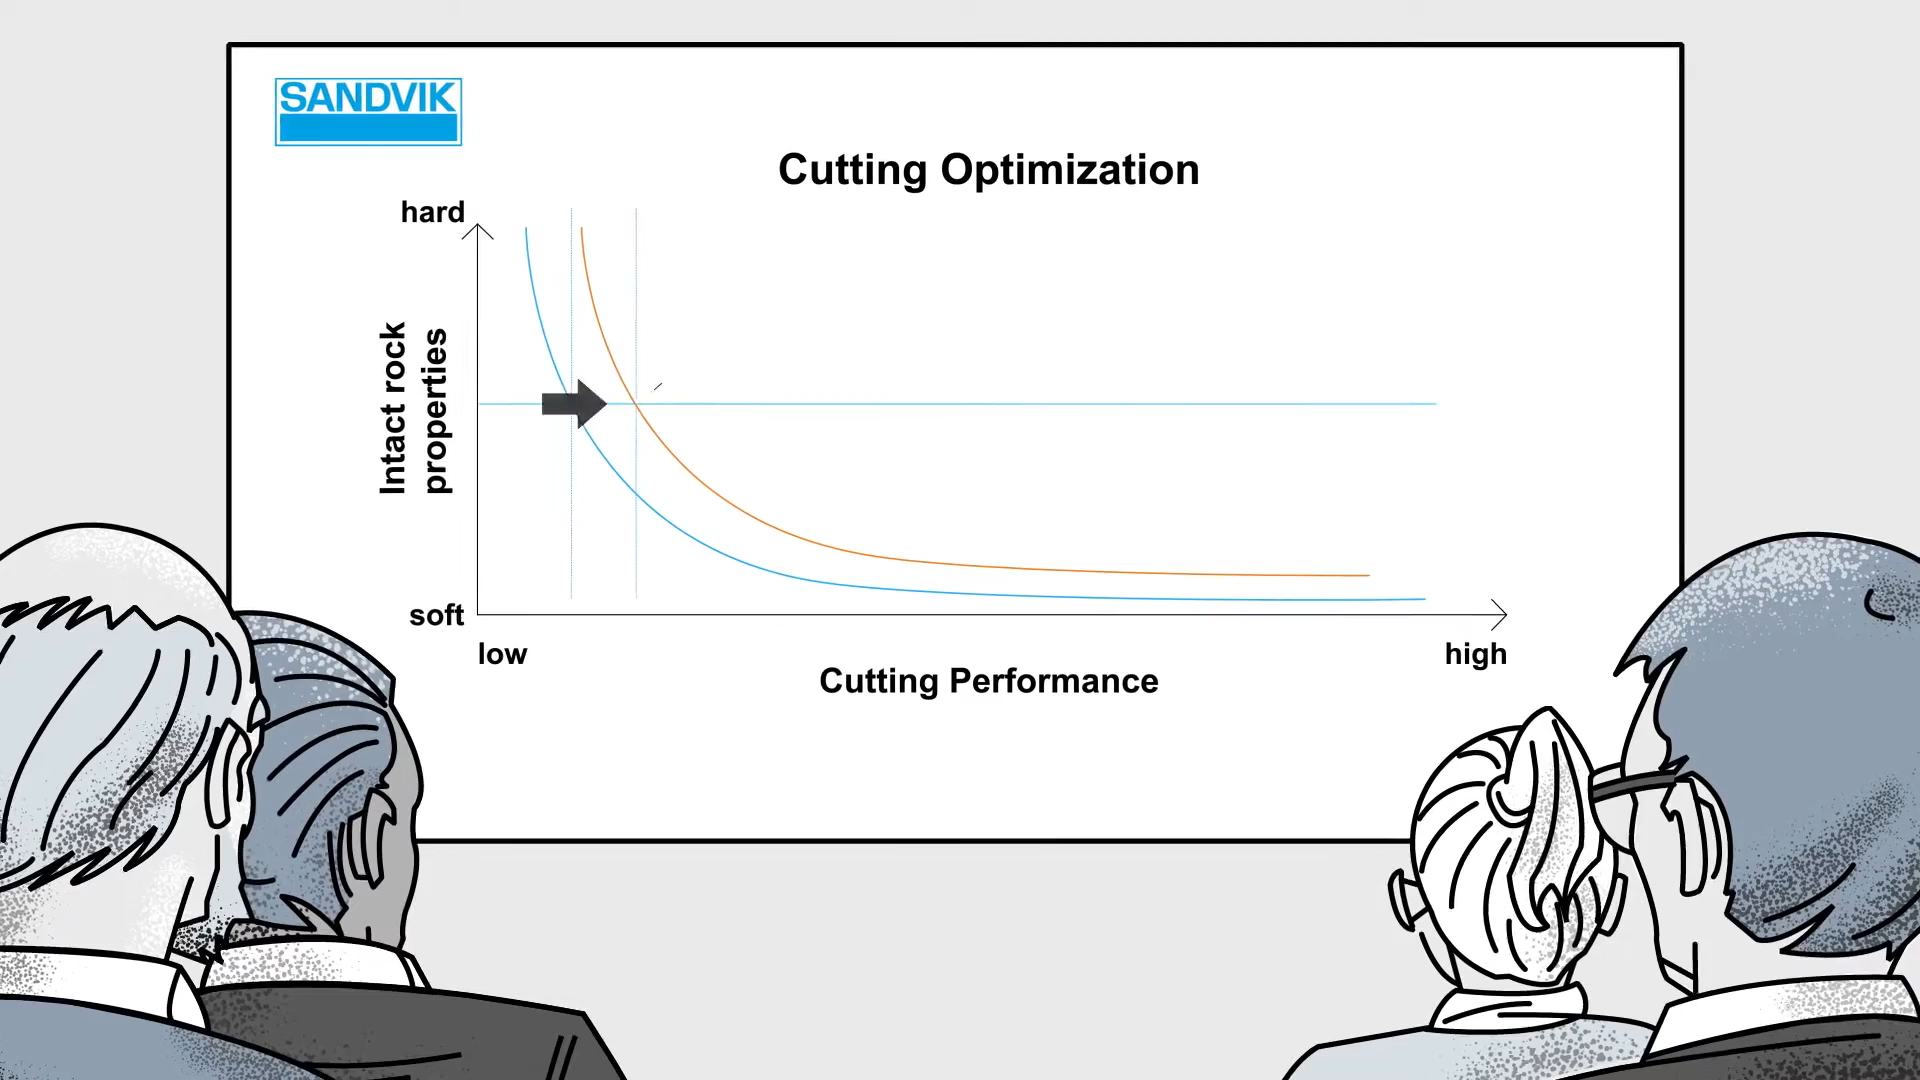 SANDVIK
Cutting Optimization
hard
Intact rock
properties
soft
low
high
Cutting Performance